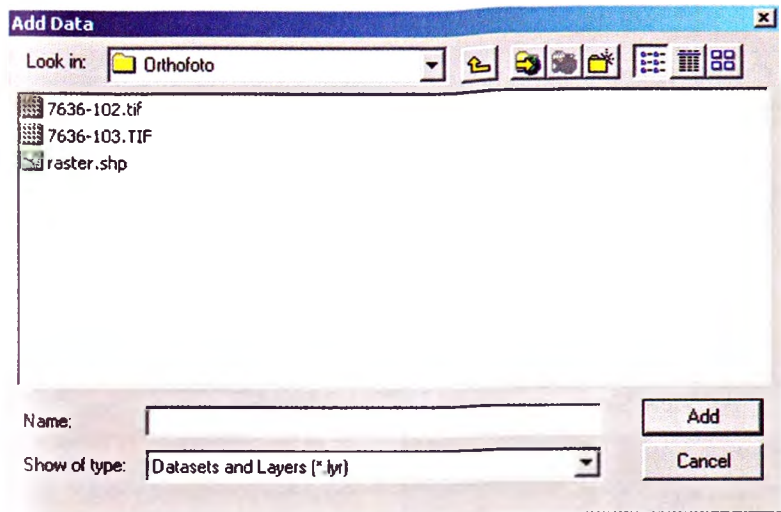 Add Data
Look in: Orthofoto
7636-102.tif
7636-103.TIF
raster.shp
Name:
Add
Show of type: Datasets and Layers (*.lyr)
Cancel